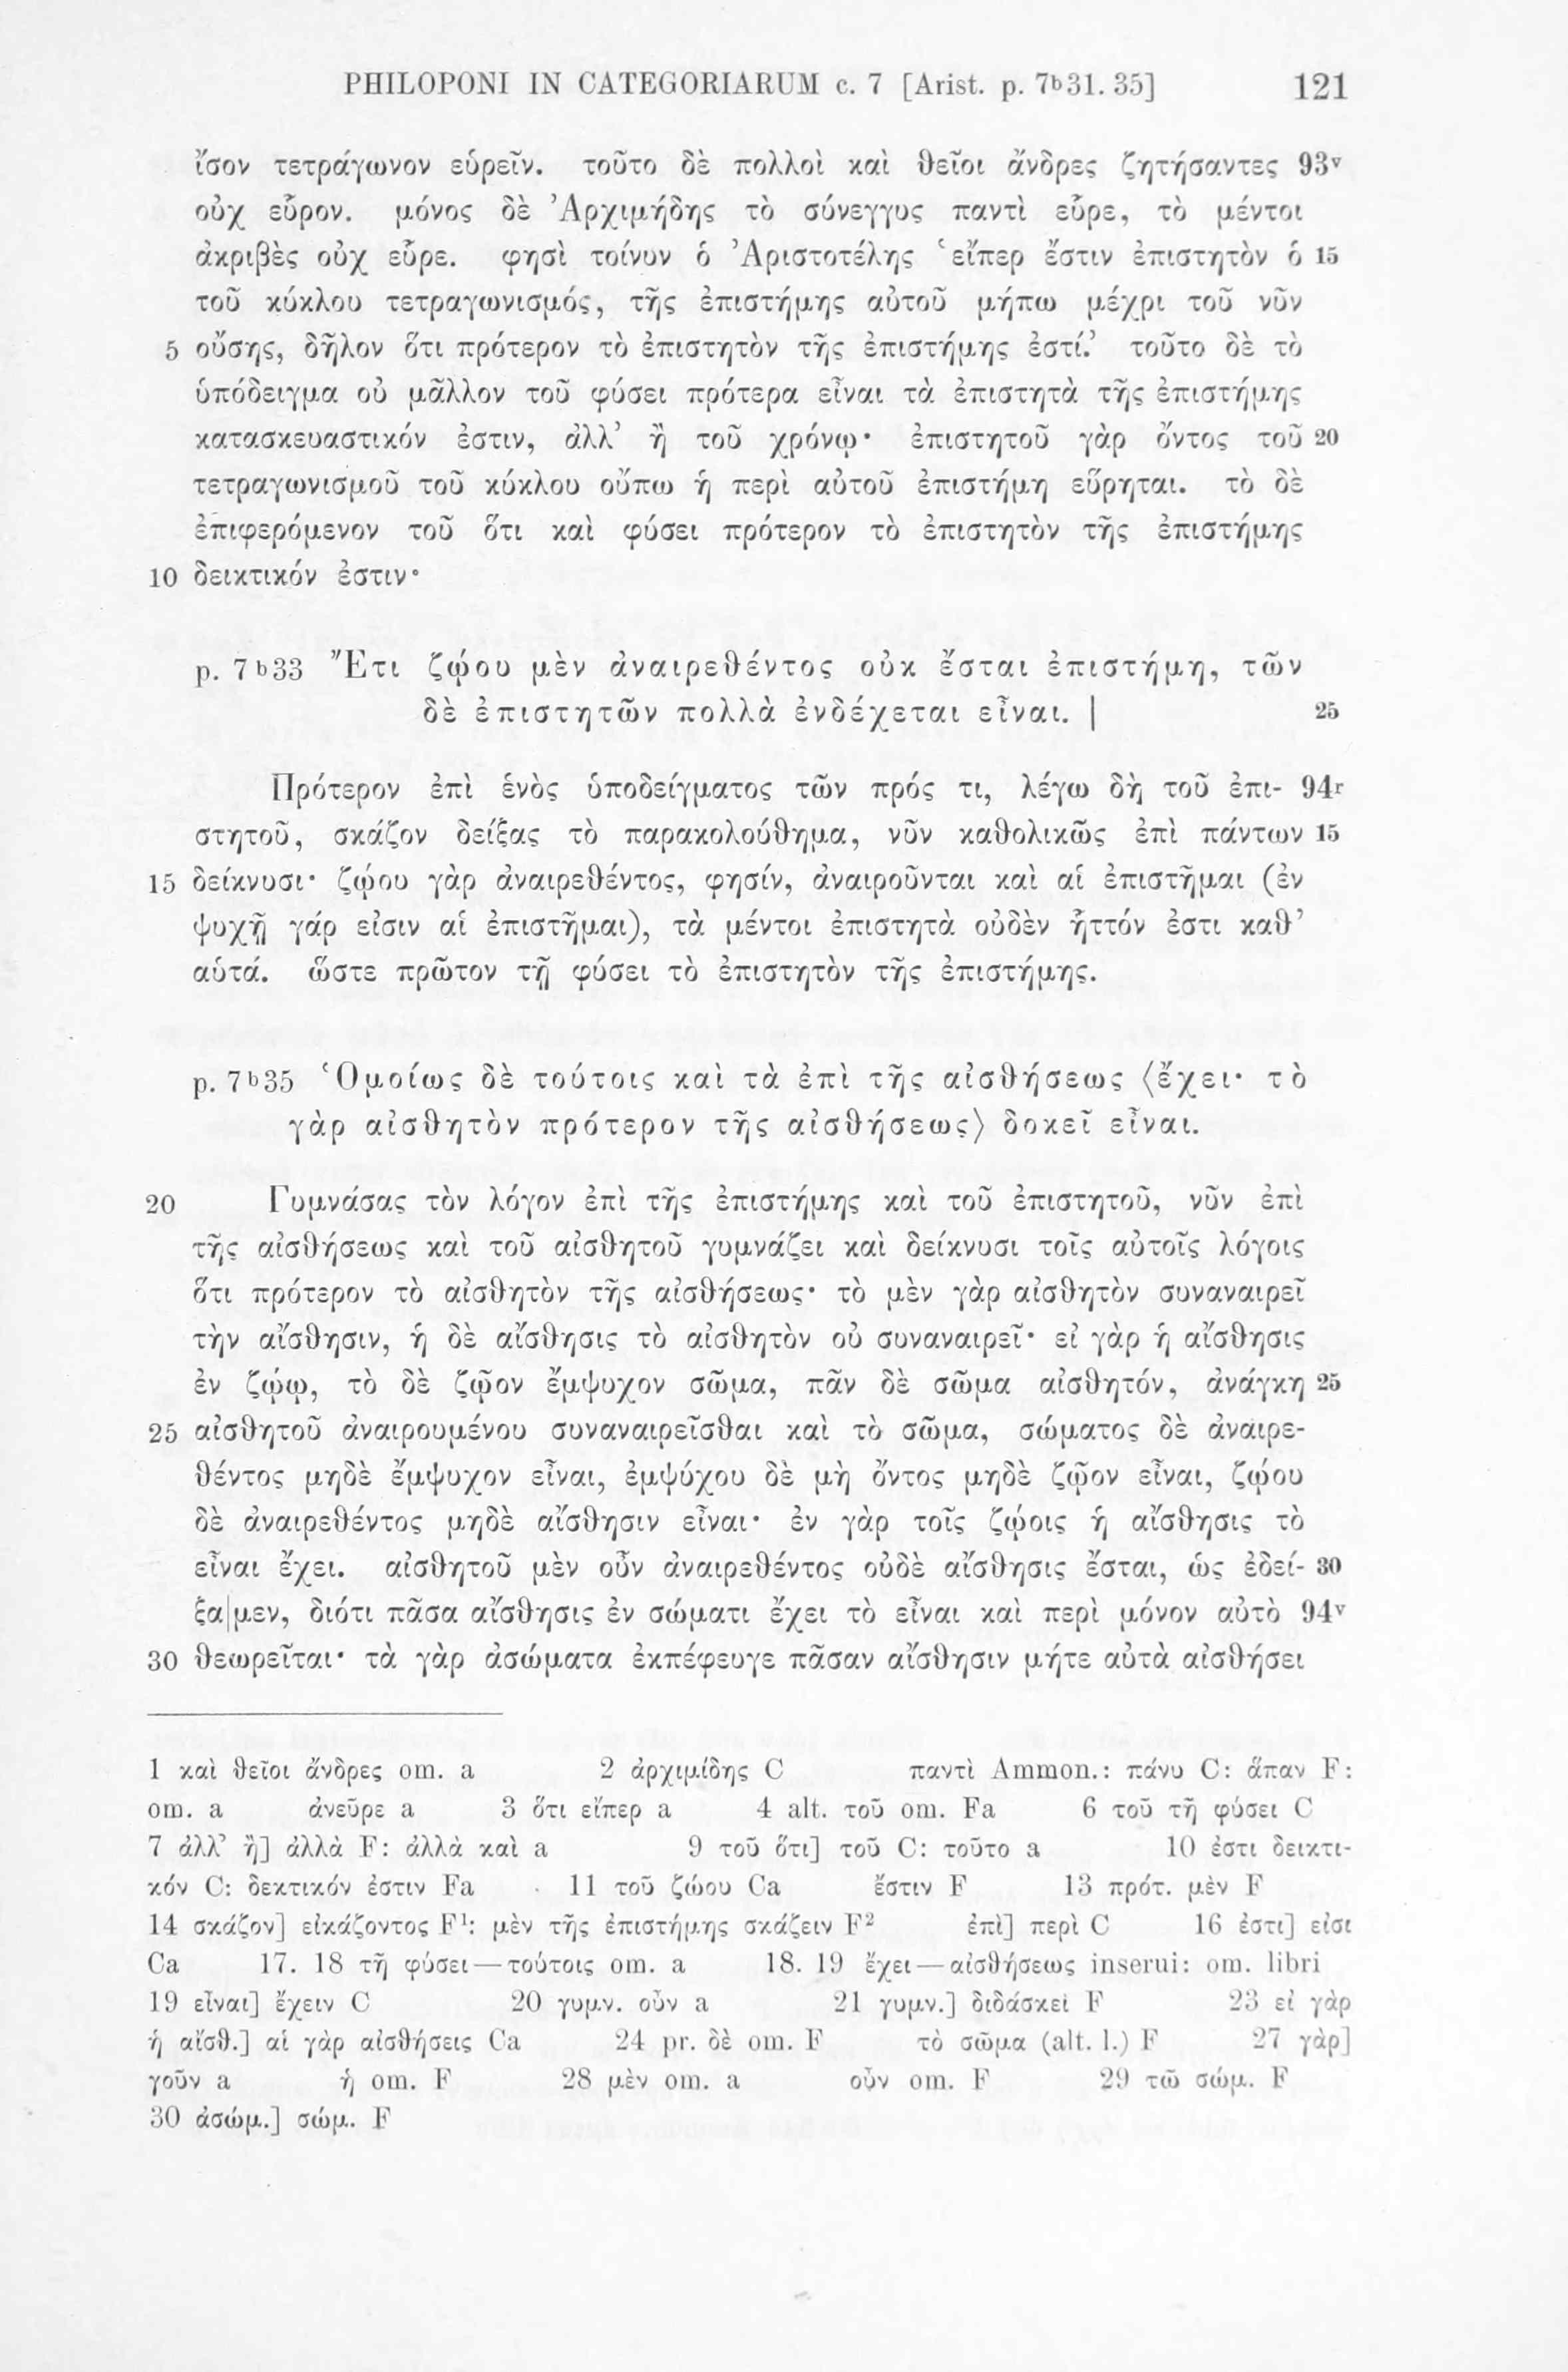 PHILOPONI IN CATEGORIARUM c. 7 [Arist. p. 7b31. 35] 121
ἴσον τετράγωνον εὑρεῖν. τοῦτο δὲ πολλοὶ καὶ θεῖοι ἄνδρες ζητήσαντες 93v
οὐχ εὗρον. μόνος δὲ Ἀρχιμήδης τὸ σύνεγγυς παντὶ εὗρε, τὸ μέντοι
ἀκριβὲς οὐχ εὗρε. φησὶ τοίνυν ὁ Ἀριστοτέλης ‘εἴπερ ἔστιν ἐπιστητὸν ὁ 15
τοῦ κύκλου τετραγωνισμός, τῆς ἐπιστήμης αὐτοῦ μήπω μέχρι τοῦ νῦν
5 οὔσης, δῆλον ὅτι πρότερον τὸ ἐπιστητὸν τῆς ἐπιστήμης ἐστί.’ τοῦτο δὲ τὸ
ὑπόδειγμα οὐ μᾶλλον τοῦ φύσει πρότερα εἶναι τὰ ἐπιστητὰ τῆς ἐπιστήμης
κατασκευαστικόν ἐστιν, ἀλλ’ ἢ τοῦ χρόνῳ· ἐπιστητοῦ γὰρ ὄντος τοῦ 20
τετραγωνισμοῦ τοῦ κύκλου οὔπω ἡ περὶ αὐτοῦ ἐπιστήμη εὕρηται. τὸ δὲ
ἐπιφερόμενον τοῦ ὅτι καὶ φύσει πρότερον τὸ ἐπιστητὸν τῆς ἐπιστήμης
10 δεικτικόν ἐστιν·
p. 7b33 Ἔτι ζῴου μὲν ἀναιρεθέντος οὐκ ἔσται ἐπιστήμη, τῶν
δὲ ἐπιστητῶν πολλὰ ἐνδέχεται εἶναι. | 25
Πρότερον ἐπὶ ἑνὸς ὑποδείγματος τῶν πρός τι, λέγω δὴ τοῦ ἐπι- 94r
στητοῦ, σκάζον δείξας τὸ παρακολούθημα, νῦν καθολικῶς ἐπὶ πάντων 15
15 δείκνυσι· ζῴου γὰρ ἀναιρεθέντος, φησίν, ἀναιροῦνται καὶ αἱ ἐπιστῆμαι (ἐν
ψυχῇ γάρ εἰσιν αἱ ἐπιστῆμαι), τὰ μέντοι ἐπιστητὰ οὐδὲν ἧττόν ἐστι καθ’
αὑτά. ὥστε πρῶτον τῇ φύσει τὸ ἐπιστητὸν τῆς ἐπιστήμης.
p. 7b35 Ὁμοίως δὲ τούτοις καὶ τὰ ἐπὶ τῆς αἰσθήσεως ⟨ἔχει· τὸ
γὰρ αἰσθητὸν πρότερον τῆς αἰσθήσεως⟩ δοκεῖ εἶναι.
20 Γυμνάσας τὸν λόγον ἐπὶ τῆς ἐπιστήμης καὶ τοῦ ἐπιστητοῦ, νῦν ἐπὶ
τῆς αἰσθήσεως καὶ τοῦ αἰσθητοῦ γυμνάζει καὶ δείκνυσι τοῖς αὐτοῖς λόγοις
ὅτι πρότερον τὸ αἰσθητὸν τῆς αἰσθήσεως· τὸ μὲν γὰρ αἰσθητὸν συναναιρεῖ
τὴν αἴσθησιν, ἡ δὲ αἴσθησις τὸ αἰσθητὸν οὐ συναναιρεῖ· εἰ γὰρ ἡ αἴσθησις
ἐν ζῴῳ, τὸ δὲ ζῷον ἔμψυχον σῶμα, πᾶν δὲ σῶμα αἰσθητόν, ἀνάγκη 25
25 αἰσθητοῦ ἀναιρουμένου συναναιρεῖσθαι καὶ τὸ σῶμα, σώματος δὲ ἀναιρε-
θέντος μηδὲ ἔμψυχον εἶναι, ἐμψύχου δὲ μὴ ὄντος μηδὲ ζῷον εἶναι, ζῴου
δὲ ἀναιρεθέντος μηδὲ αἴσθησιν εἶναι· ἐν γὰρ τοῖς ζῴοις ἡ αἴσθησις τὸ
εἶναι ἔχει. αἰσθητοῦ μὲν οὖν ἀναιρεθέντος οὐδὲ αἴσθησις ἔσται, ὡς ἐδεί- 30
ξα|μεν, διότι πᾶσα αἴσθησις ἐν σώματι ἔχει τὸ εἶναι καὶ περὶ μόνον αὐτὸ 94v
30 θεωρεῖται· τὰ γὰρ ἀσώματα ἐκπέφευγε πᾶσαν αἴσθησιν μήτε αὐτὰ αἰσθήσει
1 καὶ θεῖοι ἄνδρες om. a 2 ἀρχιμίδης C παντὶ Ammon.: πάνυ C: ἅπαν F:
om. a ἀνεῦρε a 3 ὅτι εἴπερ a 4 alt. τοῦ om. Fa 6 τοῦ τῇ φύσει C
7 ἀλλ’ ἢ] ἀλλὰ F: ἀλλὰ καὶ a 9 τοῦ ὅτι] τοῦ C: τοῦτο a 10 ἐστι δεικτι-
κόν C: δεκτικόν ἐστιν Fa 11 τοῦ ζώου Ca ἔστιν F 13 πρότ. μὲν F
14 σκάζον] εἰκάζοντος F¹: μὲν τῆς ἐπιστήμης σκάζειν F² ἐπὶ] περὶ C 16 ἐστι] εἰσι
Ca 17. 18 τῇ φύσει — τούτοις om. a 18. 19 ἔχει — αἰσθήσεως inserui: om. libri
19 εἶναι] ἔχειν C 20 γυμν. οὖν a 21 γυμν.] διδάσκει F 23 εἰ γὰρ
ἡ αἴσθ.] αἱ γὰρ αἰσθήσεις Ca 24 pr. δὲ om. F τὸ σῶμα (alt. l.) F 27 γὰρ]
γοῦν a ἡ om. F 28 μὲν om. a οὖν om. F 29 τῶ σώμ. F
30 ἀσώμ.] σώμ. F